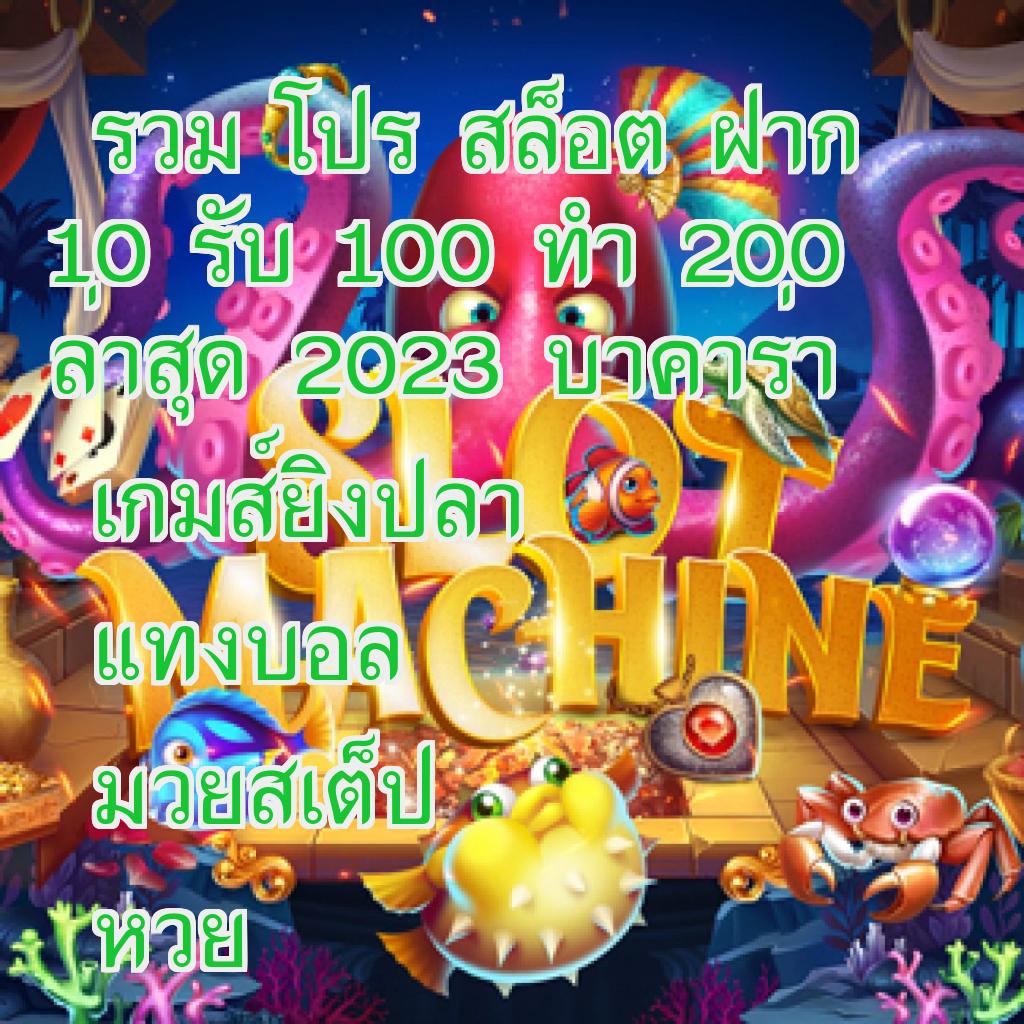 รวม โปร สล็อต ฝาก
10 รับ 100 ทํา 200ุ
ลาสุด 2023 บาคารา
SLOT
เกมส์ยิงปลา
MACHINE
แทงบอล
มวยสเต็ป
หวย